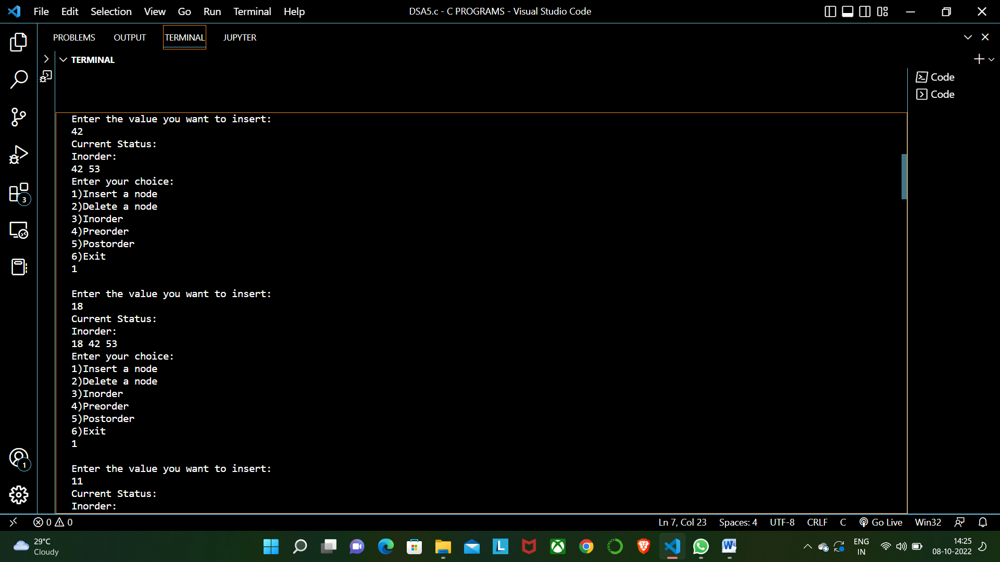 File Edit Selection View Go Run Terminal Help
DSA5.c - C PROGRAMS - Visual Studio Code
PROBLEMS OUTPUT TERMINAL JUPYTER
TERMINAL
Code
Code
Enter the value you want to insert:
42
Current Status:
Inorder:
42 53
Enter your choice:
1)Insert a node
2)Delete a node
3)Inorder
4)Preorder
5)Postorder
6)Exit
1
Enter the value you want to insert:
18
Current Status:
Inorder:
18 42 53
Enter your choice:
1)Insert a node
2)Delete a node
3)Inorder
4)Preorder
5)Postorder
6)Exit
1
Enter the value you want to insert:
11
Current Status:
Inorder:
3
1
0 0
Ln 7, Col 23 Spaces: 4 UTF-8 CRLF C Go Live Win32
29°C
Cloudy
L
W
ENG
IN
14:25
08-10-2022